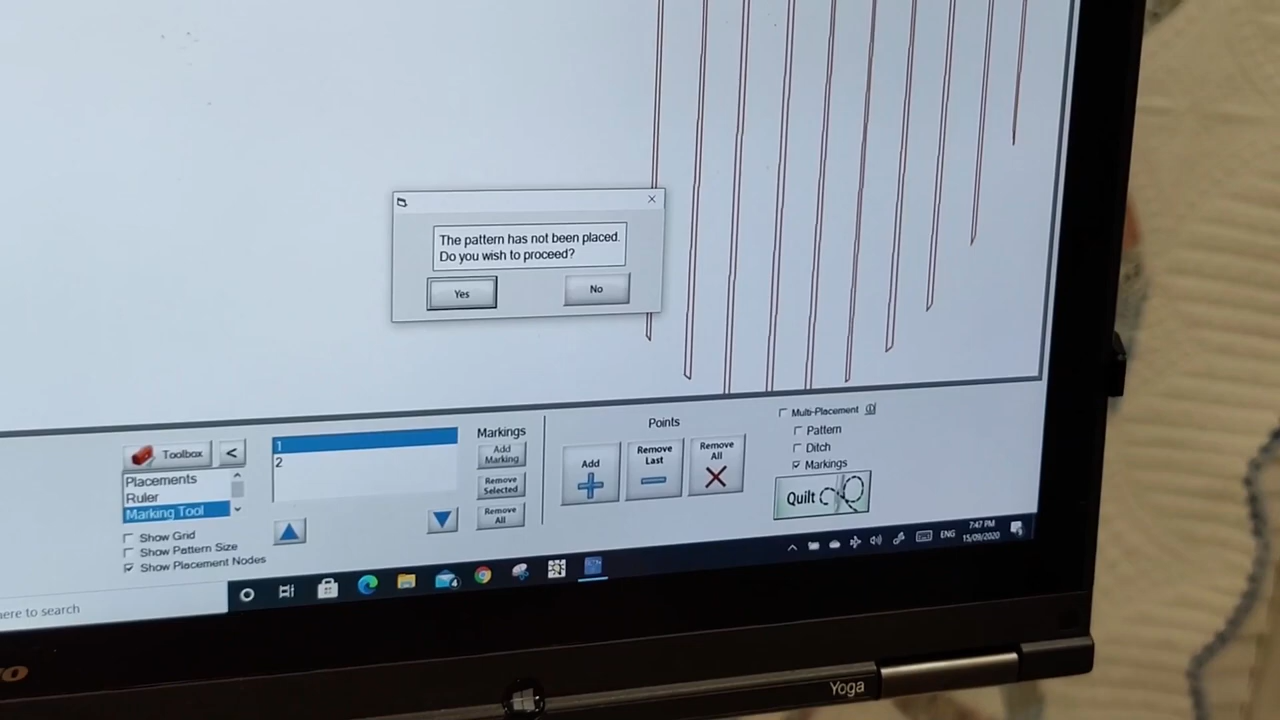 The pattern has not been placed.
Do you wish to proceed?
Yes
No
Toolbox
<
Placements
Ruler
Marking Tool
Show Grid
Show Pattern Size
Show Placement Nodes
1
2
Markings
Add
Marking
Remove
Selected
Remove
All
Points
Add
Remove
Last
Remove
All
Multi-Placement
Pattern
Ditch
Markings
Quilt
ere to search
4
ENG
7:47 PM
15/09/2020
Yoga